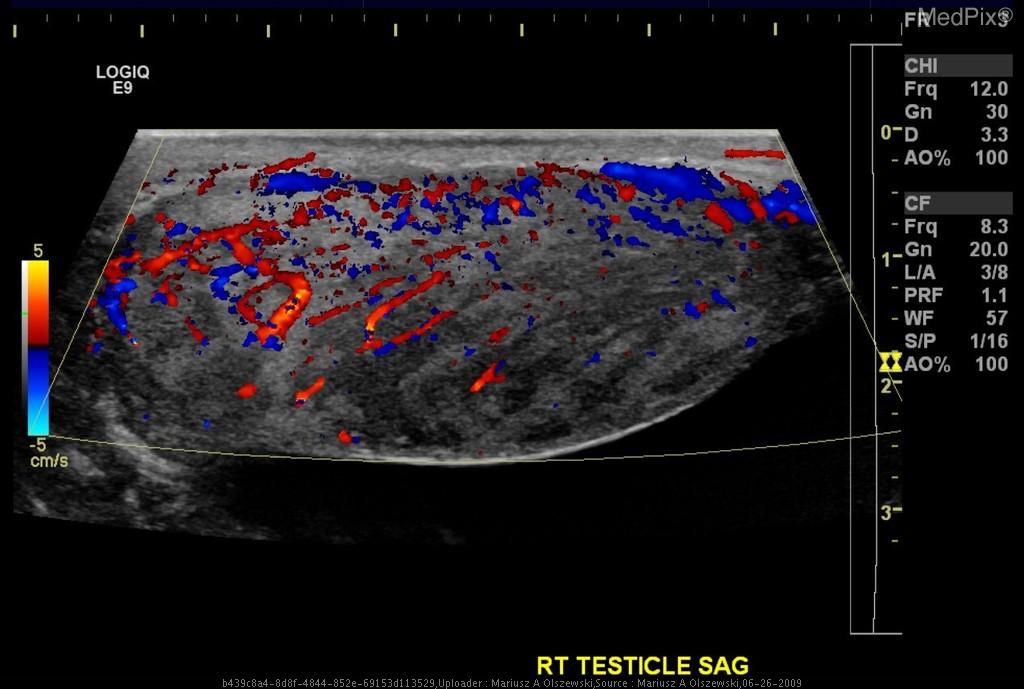 FR 3
MedPix®
LOGIQ
E9
CHI
Frq 12.0
Gn 30
D 3.3
AO% 100
CF
Frq 8.3
Gn 20.0
L/A 3/8
PRF 1.1
WF 57
S/P 1/16
AO% 100
0
1
2
3
5
-5
cm/s
RT TESTICLE SAG
b439c8a4-8d8f-4844-852e-69153d113529,Uploader : Mariusz A Olszewski,Source : Mariusz A Olszewski,06-26-2009